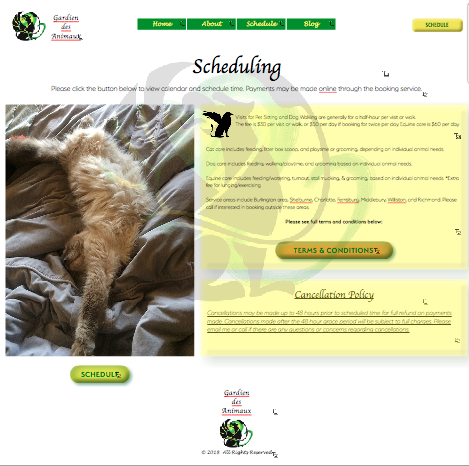 Gardien
des
Animaux
Home About Schedule Blog
SCHEDULE
Scheduling
Please click the button below to view calendar and schedule time. Payments may be made online through the booking service.
Visits for Pet Sitting and Dog Walking are generally for a half-hour per visit or walk.
The fee is $30 per visit or walk, or $50 per day if booking for twice per day. Equine care is $60 per day.
Cat care includes feeding, litter box scoop, and playtime or grooming, depending on individual animal needs.
Dog care includes feeding, walking/playtime, and grooming based on individual animal needs.
Equine care includes feeding/watering, turnout, stall mucking, & grooming based on individual animal needs. *Extra
fee for lunging/exercising.
Service areas include Burlington area, Shelburne, Charlotte, Ferrisburg, Middlebury, Williston, and Richmond. Please
call if interested in booking outside these areas.
Please see full terms and conditions below:
TERMS & CONDITIONS
Cancellation Policy
Cancellations may be made up to 48 hours prior to scheduled time for full refund on payments
made. Cancellations made after the 48 hour grace period will be subject to full charges. Please
email me or call if there are any questions or concerns regarding cancellations.
SCHEDULE
Gardien
des
Animaux
© 2018 All Rights Reserved